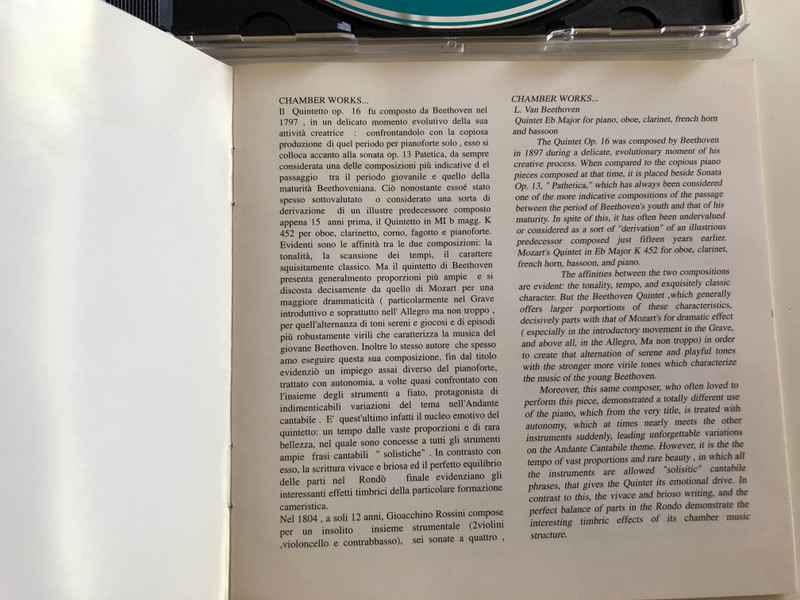 CHAMBER WORKS...
Il Quintetto op. 16 fu composto da Beethoven nel
1797 , in un delicato momento evolutivo della sua
attività creatrice : confrontandolo con la copiosa
produzione di quel periodo per pianoforte solo , esso si
colloca accanto alla sonata op. 13 Patetica, da sempre
considerata una delle composizioni più indicative d el
passaggio tra il periodo giovanile e quello della
maturità Beethoveniana. Ciò nonostante essoé stato
spesso sottovalutato o considerato una sorta di
derivazione di un illustre predecessore composto
appena 15 anni prima, il Quintetto in MI b magg. K
452 per oboe, clarinetto, corno, fagotto e pianoforte.
Evidenti sono le affinità tra le due composizioni: la
tonalità, la scansione dei tempi, il carattere
squisitamente classico. Ma il quintetto di Beethoven
presenta generalmento proporzioni più ampie e si
discosta decisamente da quello di Mozart per una
maggiore drammaticità ( particolarmente nel Grave
introduttivo e soprattutto nell' Allegro ma non troppo ,
per quell'alternanza di toni sereni e giocosi e di episodi
più robustamente virili che caratterizza la musica del
giovane Beethoven. Inoltre lo stesso autore che spesso
amo eseguire questa sua composizione, fin dal titolo
evidenziò un impiego assai diverso del pianoforte,
trattato con autonomia, a volte quasi confrontato con
l'insieme degli strumenti a fiato, protagonista di
indimenticabili variazioni del tema nell'Andante
cantabile . E' quest'ultimo infatti il nucleo emotivo del
quintetto: un tempo dalle vaste proporzioni e di rara
bellezza, nel quale sono concesse a tutti gli strumenti
ampie frasi cantabili " solistiche" . In contrasto con
esso, la scrittura vivace e briosa ed il perfetto equilibrio
delle parti nel Rondò finale evidenziano gli
interessanti effetti timbrici della particolare formazione
cameristica.
Nel 1804 , a soli 12 anni, Gioacchino Rossini compose
per un insolito insieme strumentale (2violini
,violoncello e contrabbasso), sei sonate a quattro ,
CHAMBER WORKS...
L. Van Beethoven
Quintet Eb Major for piano, oboe, clarinet, french horn
and bassoon
The Quintet Op. 16 was composed by Beethoven
in 1897 during a delicate, evolutionary moment of his
creative process. When compared to the copious piano
pieces composed at that time, it is placed beside Sonata
Op. 13, " Pathetica," which has always been considered
one of the more indicative compositions of the passage
between the period of Beethoven's youth and that of his
maturity. In spite of this, it has often been undervalued
or considered as a sort of "derivation" of an illustrious
predecessor composed just fifteen years earlier.
Mozart's Quintet in Eb Major K 452 for oboe, clarinet,
french horn, bassoon, and piano.
The affinities between the two compositions
are evident: the tonality, tempo, and exquisitely classic
character. But the Beethoven Quintet ,which generally
offers larger porportions of these characteristics,
decisively parts with that of Mozart's for dramatic effect
( especially in the introductory movement in the Grave,
and above all, in the Allegro, Ma non troppo) in order
to create that alternation of serene and playful tones
with the stronger more virile tones which characterize
the music of the young Beethoven.
Moreover, this same composer, who often loved to
perform this piece, demonstrated a totally different use
of the piano, which from the very title, is treated with
autonomy, which at times nearly meets the other
instruments suddenly, leading unforgettable variations
on the Andante Cantabile theme. However, it is the the
tempo of vast proportions and rare beauty , in which all
the instruments are allowed "solisitic" cantabile
phrases, that gives the Quintet its emotional drive. In
contrast to this, the vivace and brioso writing, and the
perfect balance of parts in the Rondo demonstrate the
interesting timbric effects of its chamber music
structure.